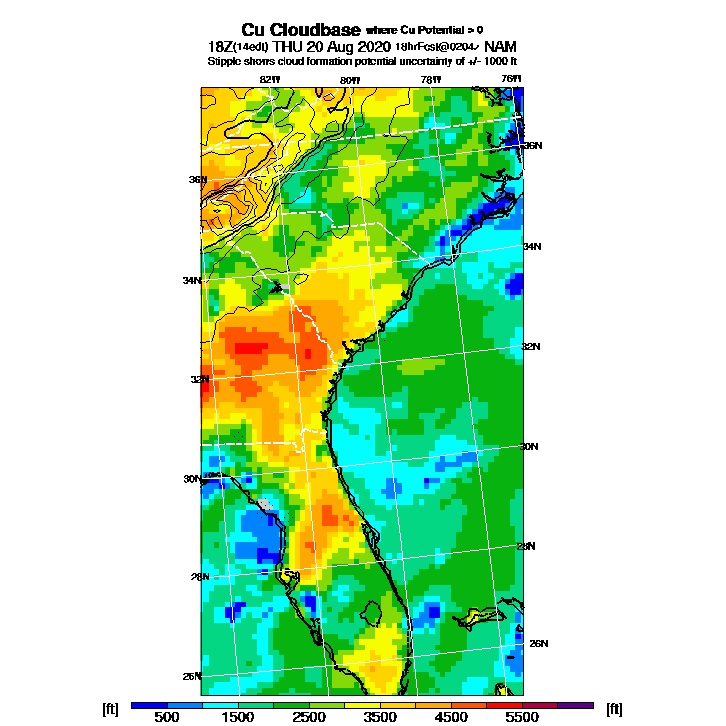 Cu Cloudbase where Cu Potential > 0
18Z(14edt) THU 20 Aug 2020 18hrFcst@0204z NAM
Stipple shows cloud formation potential uncertainty of +/- 1000 ft
82W 80W 78W 76W
36N 36N
34N 34N
32N 32N
30N 30N
28N 28N
26N 26N
[ft] [ft]
500 1500 2500 3500 4500 5500